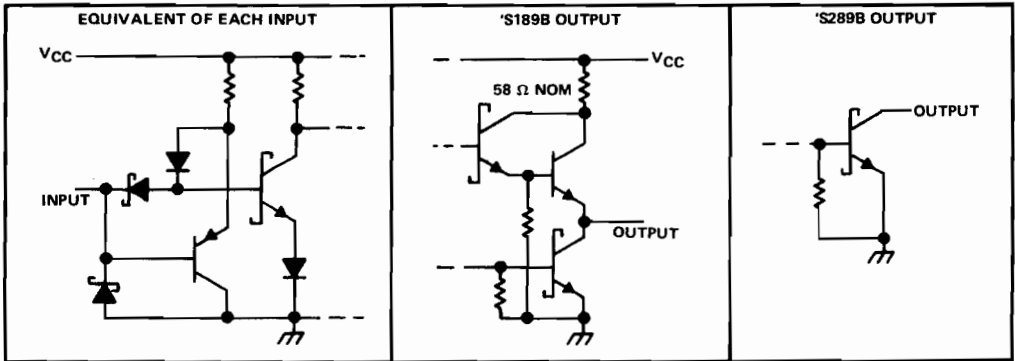 EQUIVALENT OF EACH INPUT
VCC
INPUT
'S189B OUTPUT
VCC
58 Ω NOM
OUTPUT
'S289B OUTPUT
OUTPUT